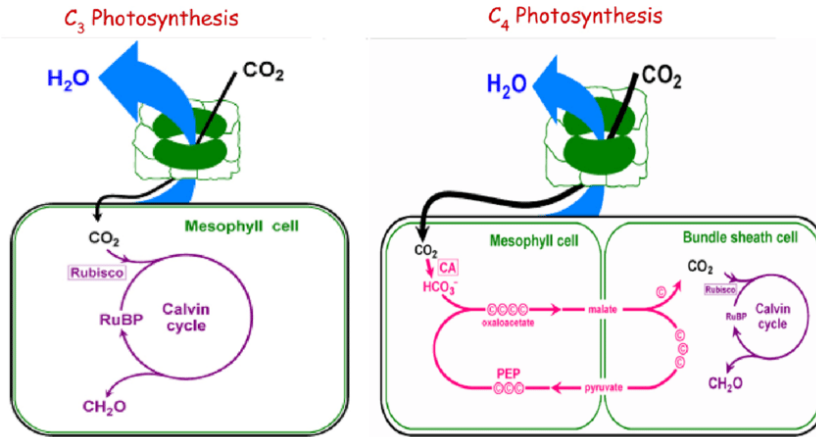 C3 Photosynthesis
H2O
CO2
Mesophyll cell
CO2
Rubisco
RuBP
Calvin
cycle
CH2O
C4 Photosynthesis
H2O
CO2
Mesophyll cell
Bundle sheath cell
CO2
CA
HCO3−
©©©©
oxaloacetate
malate
©
CO2
Rubisco
RuBP
Calvin
cycle
©
©
©
CH2O
PEP
©©©
pyruvate